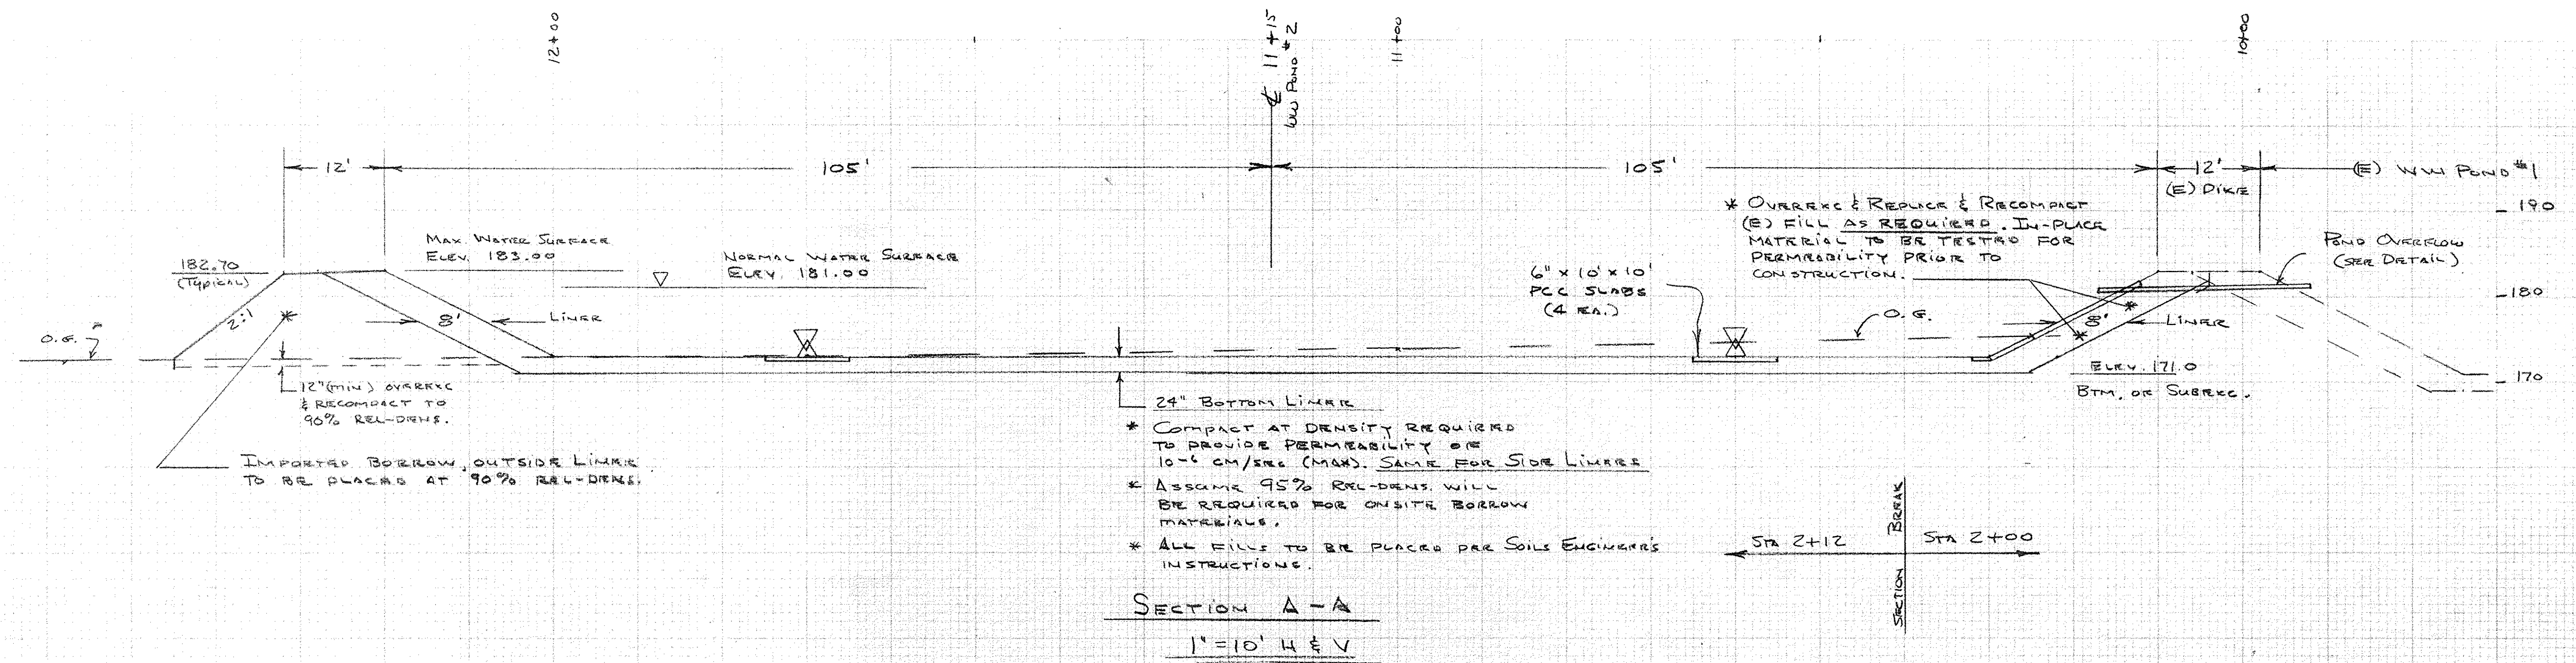 12+00
℄ 11+15
WW POND #2
11+00
10+00
12'
105'
105'
12'
(E) DIKE
(E) WW POND #1
190
180
170
MAX. WATER SURFACE
ELEV. 183.00
NORMAL WATER SURFACE
ELEV. 181.00
182.70
(TYPICAL)
2:1
8'
LINER
O.G.
12"(MIN) OVEREXC
& RECOMPACT TO
90% REL-DENS.
IMPORTED BORROW, OUTSIDE LINER
TO BE PLACED AT 90% REL-DENS.
* OVEREXC & REPLACE & RECOMPACT
(E) FILL AS REQUIRED. IN-PLACE
MATERIAL TO BE TESTED FOR
PERMEABILITY PRIOR TO
CONSTRUCTION.
6" X 10' X 10'
PCC SLABS
(4 EA.)
O.G.
POND OVERFLOW
(SEE DETAIL)
8'
LINER
ELEV. 171.0
BTM. OF SUBEXC.
24" BOTTOM LINER
* COMPACT AT DENSITY REQUIRED
TO PROVIDE PERMEABILITY OF
10-6 CM/SEC (MAX). SAME FOR SIDE LINERS
* ASSUME 95% REL-DENS. WILL
BE REQUIRED FOR ONSITE BORROW
MATERIALS.
* ALL FILLS TO BE PLACED PER SOILS ENGINEER'S
INSTRUCTIONS.
STA 2+12
SECTION BREAK
STA 2+00
SECTION A-A
1"=10' H & V